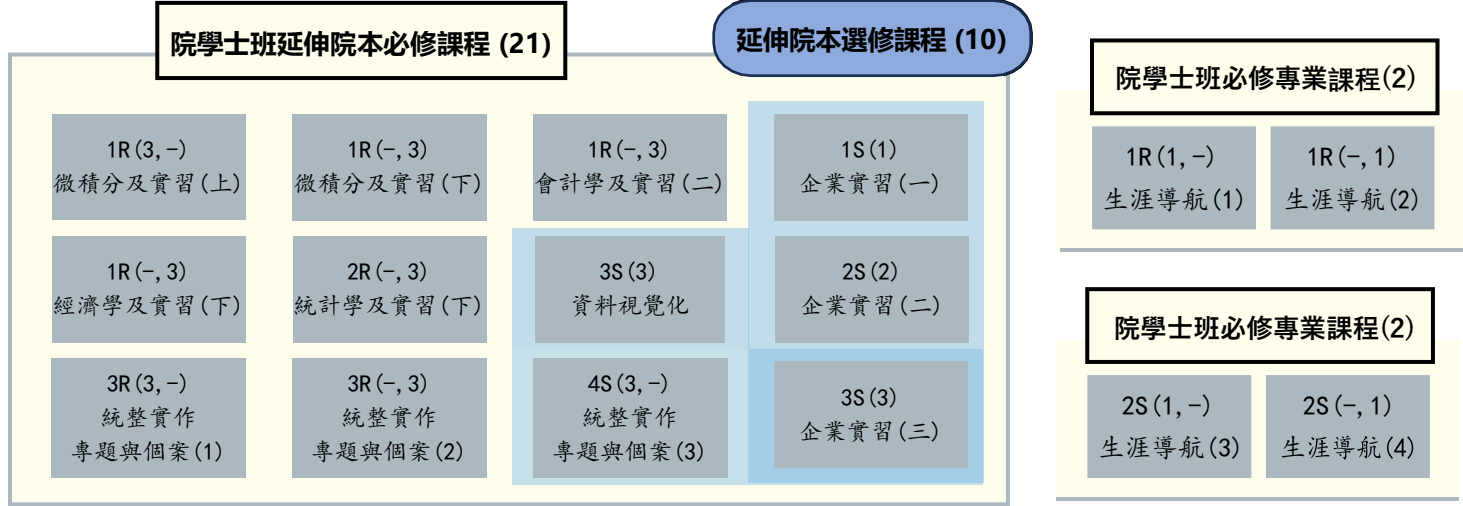 院學士班延伸院本必修課程 (21)
延伸院本選修課程 (10)
1R(3,-)
微積分及實習(上)
1R(-,3)
微積分及實習(下)
1R(-,3)
會計學及實習(二)
1S(1)
企業實習(一)
1R(-,3)
經濟學及實習(下)
2R(-,3)
統計學及實習(下)
3S(3)
資料視覺化
2S(2)
企業實習(二)
3R(3,-)
統整實作
專題與個案(1)
3R(-,3)
統整實作
專題與個案(2)
4S(3,-)
統整實作
專題與個案(3)
3S(3)
企業實習(三)
院學士班必修專業課程(2)
1R(1,-)
生涯導航(1)
1R(-,1)
生涯導航(2)
院學士班必修專業課程(2)
2S(1,-)
生涯導航(3)
2S(-,1)
生涯導航(4)